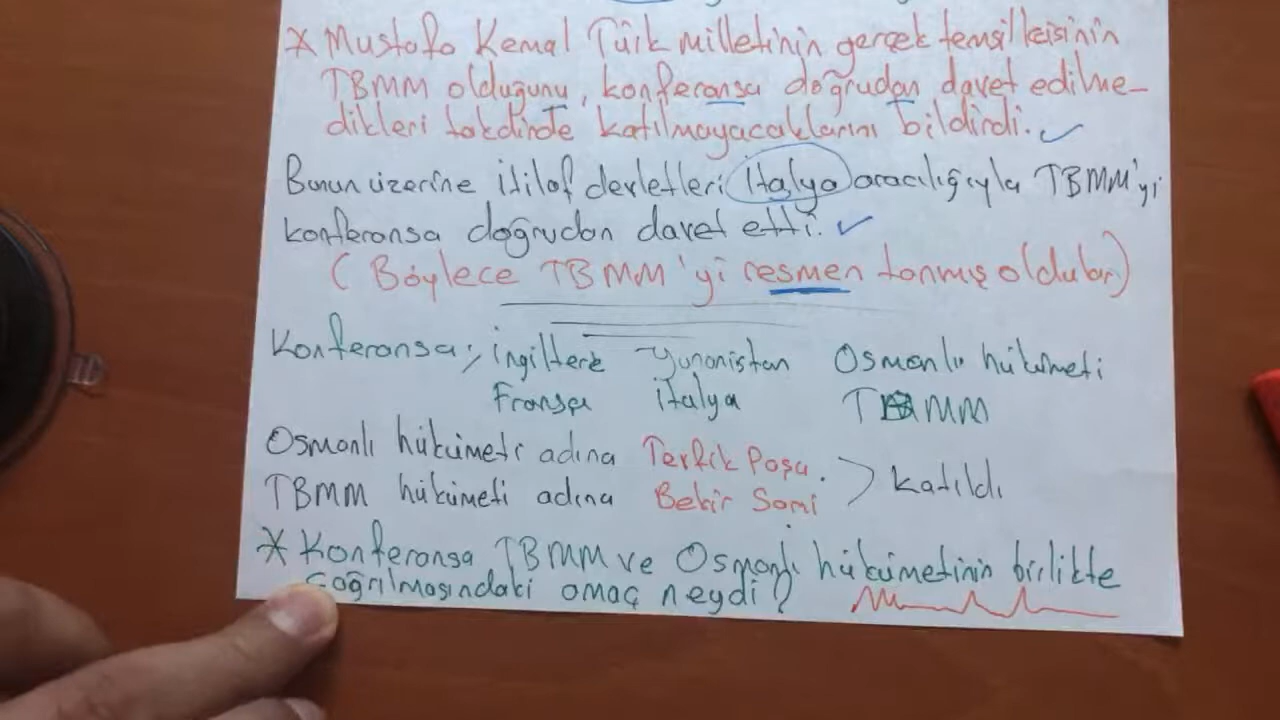 * Mustafa Kemal Türk milletinin gerçek temsilcisinin
TBMM olduğunu, konferansa doğrudan davet edilme-
dikleri takdirde katılmayacaklarını bildirdi.
Bunun üzerine itilaf devletleri italya aracılığıyla TBMM'yi
konferansa doğrudan davet etti.
(Böylece TBMM'yi resmen tanımış oldular)
Konferansa; ingiltere Yunanistan Osmanlı hükümeti
Fransa italya TBMM
Osmanlı hükümeti adına Tevfik Paşa.
TBMM hükümeti adına Bekir Sami > katıldı
* Konferansa TBMM ve Osmanlı hükümetinin birlikte
çağrılmasındaki amaç neydi?